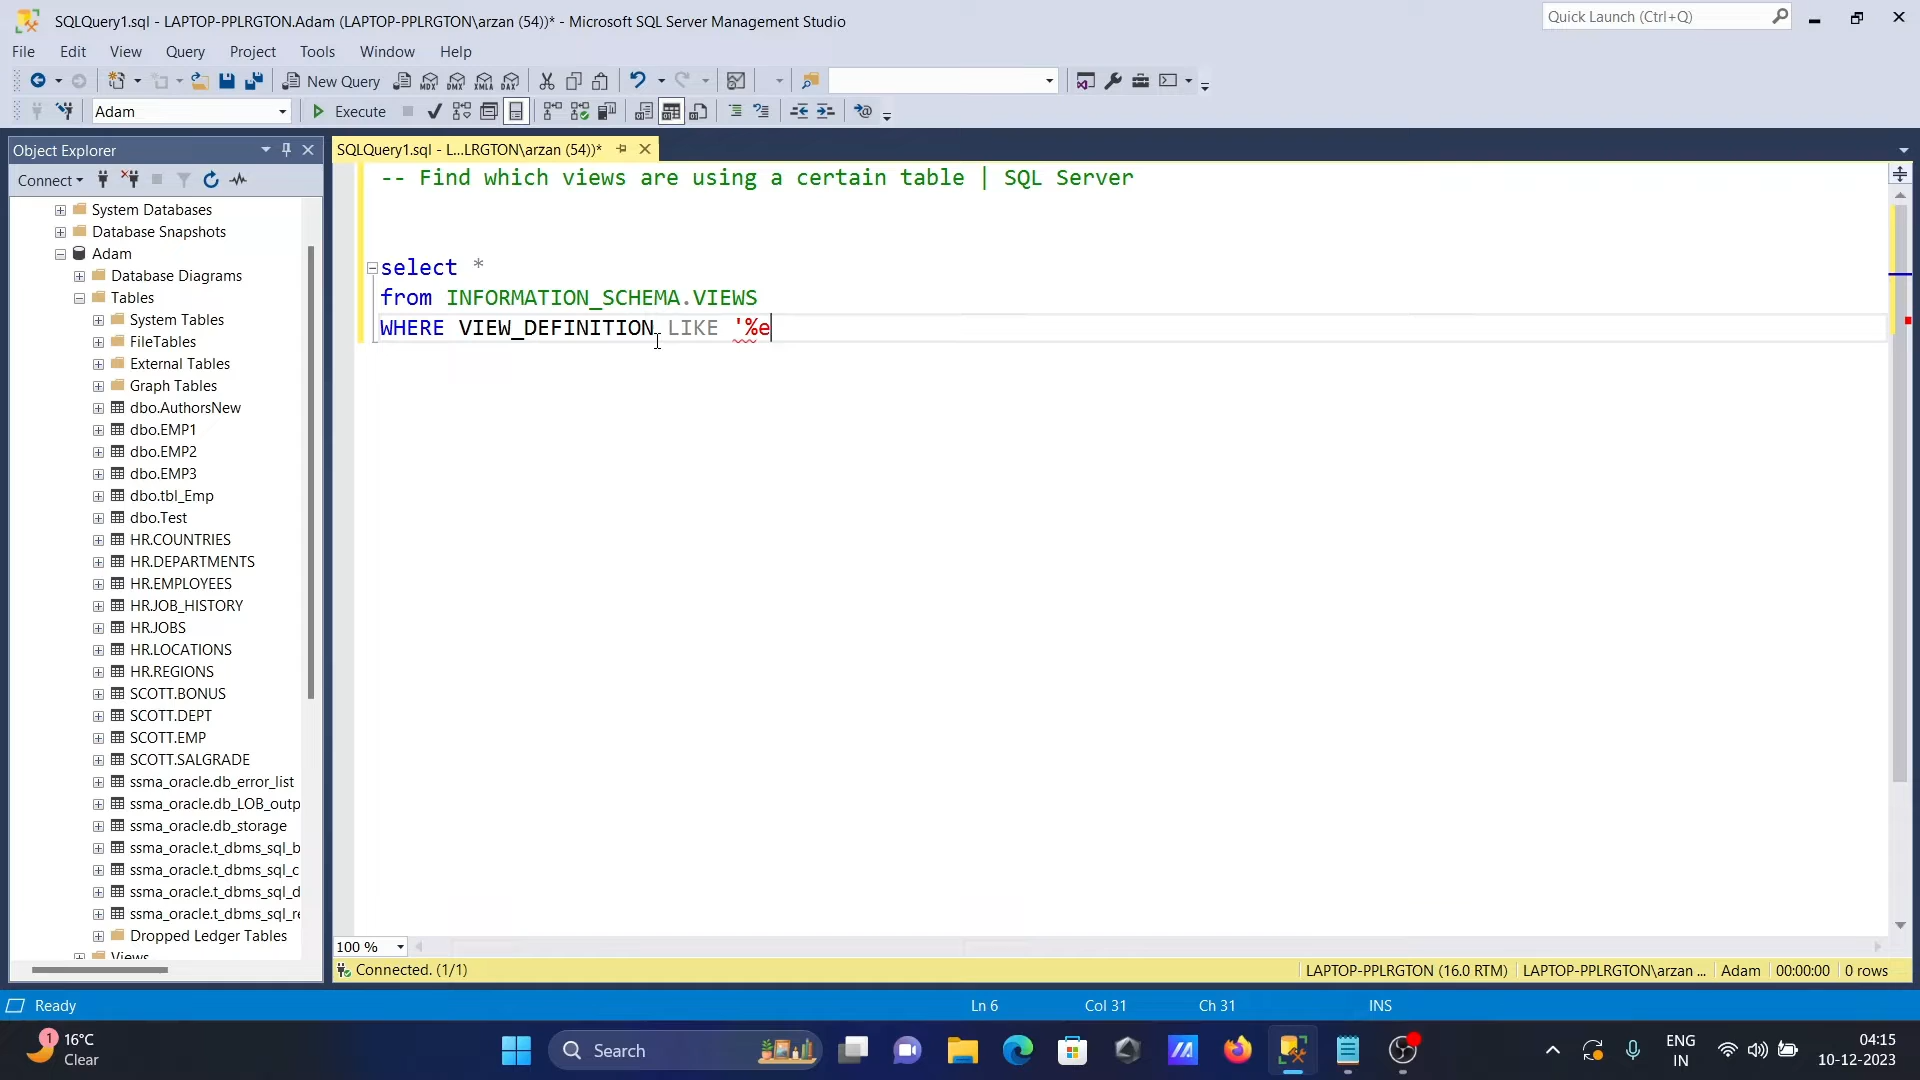 SQLQuery1.sql - LAPTOP-PPLRGTON.Adam (LAPTOP-PPLRGTON\arzan (54))* - Microsoft SQL Server Management Studio
Quick Launch (Ctrl+Q)
File Edit View Query Project Tools Window Help
New Query
MDX DMX XMLA DAX
Adam
Execute
Object Explorer
SQLQuery1.sql - L...LRGTON\arzan (54))*
Connect
System Databases
Database Snapshots
Adam
Database Diagrams
Tables
System Tables
FileTables
External Tables
Graph Tables
dbo.AuthorsNew
dbo.EMP1
dbo.EMP2
dbo.EMP3
dbo.tbl_Emp
dbo.Test
HR.COUNTRIES
HR.DEPARTMENTS
HR.EMPLOYEES
HR.JOB_HISTORY
HR.JOBS
HR.LOCATIONS
HR.REGIONS
SCOTT.BONUS
SCOTT.DEPT
SCOTT.EMP
SCOTT.SALGRADE
ssma_oracle.db_error_list
ssma_oracle.db_LOB_outp
ssma_oracle.db_storage
ssma_oracle.t_dbms_sql_b
ssma_oracle.t_dbms_sql_c
ssma_oracle.t_dbms_sql_d
ssma_oracle.t_dbms_sql_re
Dropped Ledger Tables
Views
-- Find which views are using a certain table | SQL Server
select *
from INFORMATION_SCHEMA.VIEWS
WHERE VIEW_DEFINITION LIKE '%e
100 %
Connected. (1/1)
LAPTOP-PPLRGTON (16.0 RTM)
LAPTOP-PPLRGTON\arzan ...
Adam
00:00:00
0 rows
Ready
Ln 6
Col 31
Ch 31
INS
1
16°C
Clear
Search
ENG
IN
04:15
10-12-2023